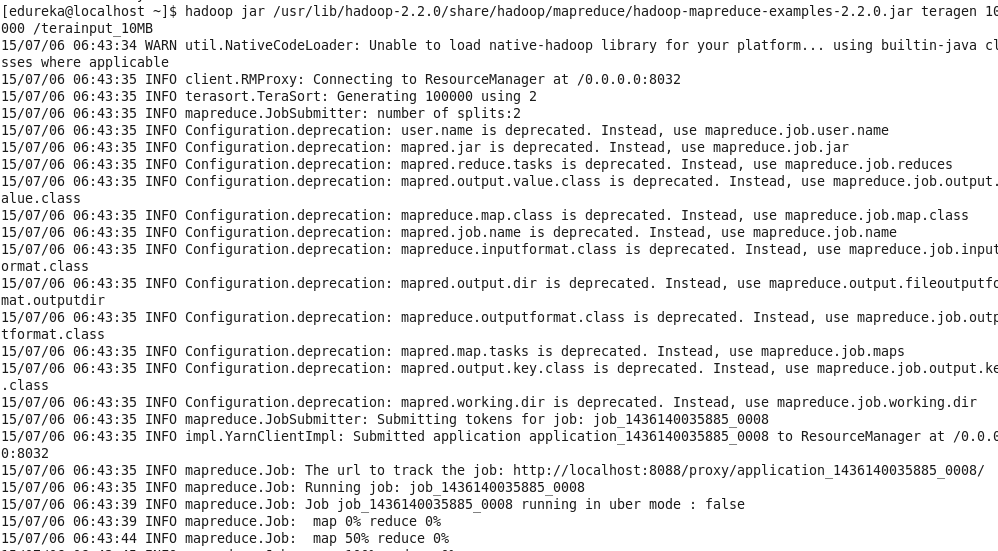 [edureka@localhost ~]$ hadoop jar /usr/lib/hadoop-2.2.0/share/hadoop/mapreduce/hadoop-mapreduce-examples-2.2.0.jar teragen 10
000 /terainput_10MB
15/07/06 06:43:34 WARN util.NativeCodeLoader: Unable to load native-hadoop library for your platform... using builtin-java cl
sses where applicable
15/07/06 06:43:35 INFO client.RMProxy: Connecting to ResourceManager at /0.0.0.0:8032
15/07/06 06:43:35 INFO terasort.TeraSort: Generating 100000 using 2
15/07/06 06:43:35 INFO mapreduce.JobSubmitter: number of splits:2
15/07/06 06:43:35 INFO Configuration.deprecation: user.name is deprecated. Instead, use mapreduce.job.user.name
15/07/06 06:43:35 INFO Configuration.deprecation: mapred.jar is deprecated. Instead, use mapreduce.job.jar
15/07/06 06:43:35 INFO Configuration.deprecation: mapred.reduce.tasks is deprecated. Instead, use mapreduce.job.reduces
15/07/06 06:43:35 INFO Configuration.deprecation: mapred.output.value.class is deprecated. Instead, use mapreduce.job.output.
alue.class
15/07/06 06:43:35 INFO Configuration.deprecation: mapreduce.map.class is deprecated. Instead, use mapreduce.job.map.class
15/07/06 06:43:35 INFO Configuration.deprecation: mapred.job.name is deprecated. Instead, use mapreduce.job.name
15/07/06 06:43:35 INFO Configuration.deprecation: mapreduce.inputformat.class is deprecated. Instead, use mapreduce.job.input
ormat.class
15/07/06 06:43:35 INFO Configuration.deprecation: mapred.output.dir is deprecated. Instead, use mapreduce.output.fileoutputfo
mat.outputdir
15/07/06 06:43:35 INFO Configuration.deprecation: mapreduce.outputformat.class is deprecated. Instead, use mapreduce.job.outp
tformat.class
15/07/06 06:43:35 INFO Configuration.deprecation: mapred.map.tasks is deprecated. Instead, use mapreduce.job.maps
15/07/06 06:43:35 INFO Configuration.deprecation: mapred.output.key.class is deprecated. Instead, use mapreduce.job.output.ke
.class
15/07/06 06:43:35 INFO Configuration.deprecation: mapred.working.dir is deprecated. Instead, use mapreduce.job.working.dir
15/07/06 06:43:35 INFO mapreduce.JobSubmitter: Submitting tokens for job: job_1436140035885_0008
15/07/06 06:43:35 INFO impl.YarnClientImpl: Submitted application application_1436140035885_0008 to ResourceManager at /0.0.0
0:8032
15/07/06 06:43:35 INFO mapreduce.Job: The url to track the job: http://localhost:8088/proxy/application_1436140035885_0008/
15/07/06 06:43:35 INFO mapreduce.Job: Running job: job_1436140035885_0008
15/07/06 06:43:39 INFO mapreduce.Job: Job job_1436140035885_0008 running in uber mode : false
15/07/06 06:43:39 INFO mapreduce.Job:  map 0% reduce 0%
15/07/06 06:43:44 INFO mapreduce.Job:  map 50% reduce 0%